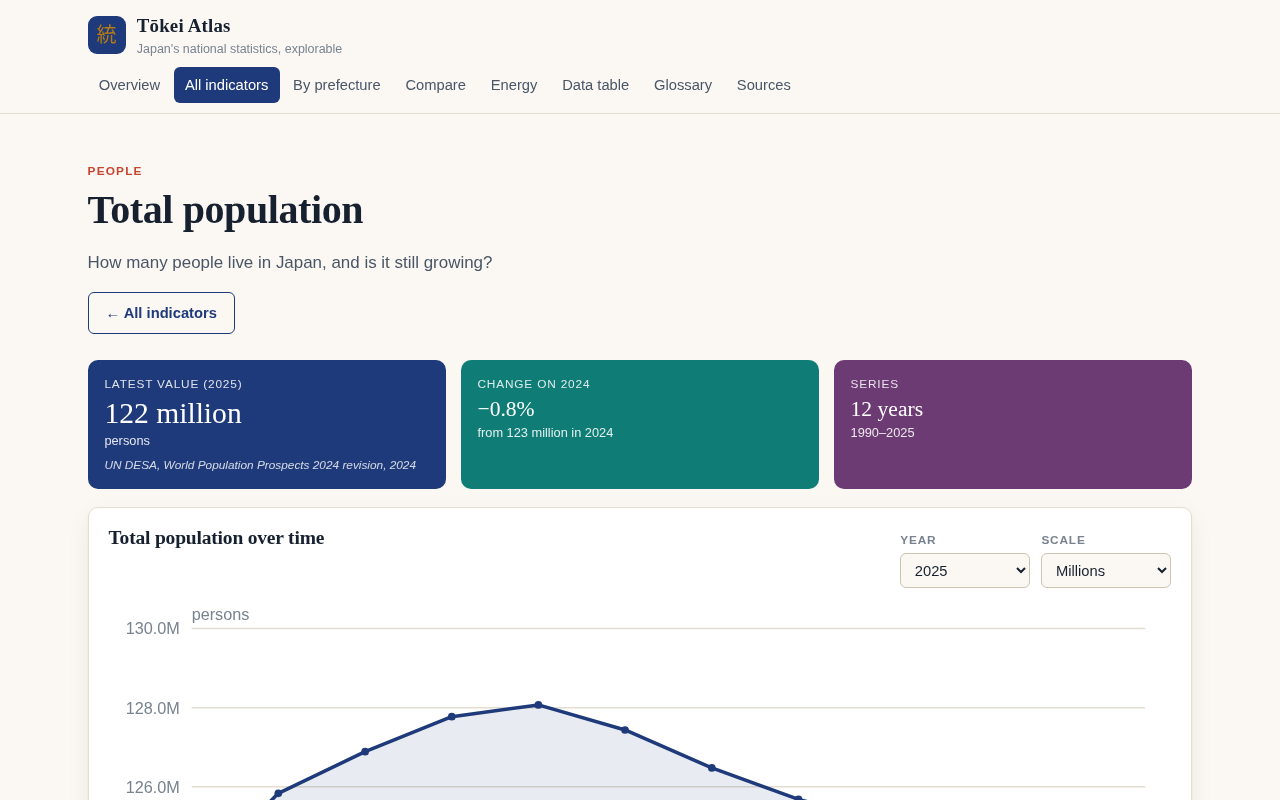 統
Tōkei Atlas
Japan's national statistics, explorable
Overview All indicators By prefecture Compare Energy Data table Glossary Sources
PEOPLE
Total population
How many people live in Japan, and is it still growing?
← All indicators
LATEST VALUE (2025)
122 million
persons
UN DESA, World Population Prospects 2024 revision, 2024
CHANGE ON 2024
−0.8%
from 123 million in 2024
SERIES
12 years
1990–2025
Total population over time
YEAR
2025
SCALE
Millions
persons
130.0M
128.0M
126.0M